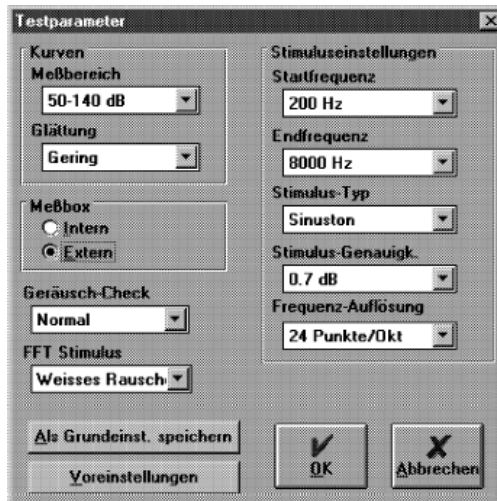 Testparameter
Kurven
Meßbereich
50-140 dB
Glättung
Gering
Meßbox
Intern
Extern
Geräusch-Check
Normal
FFT Stimulus
Weisses Rausch
Als Grundeinst. speichern
Voreinstellungen
Stimuluseinstellungen
Startfrequenz
200 Hz
Endfrequenz
8000 Hz
Stimulus-Typ
Sinuston
Stimulus-Genauigk.
0.7 dB
Frequenz-Auflösung
24 Punkte/Okt
OK
Abbrechen